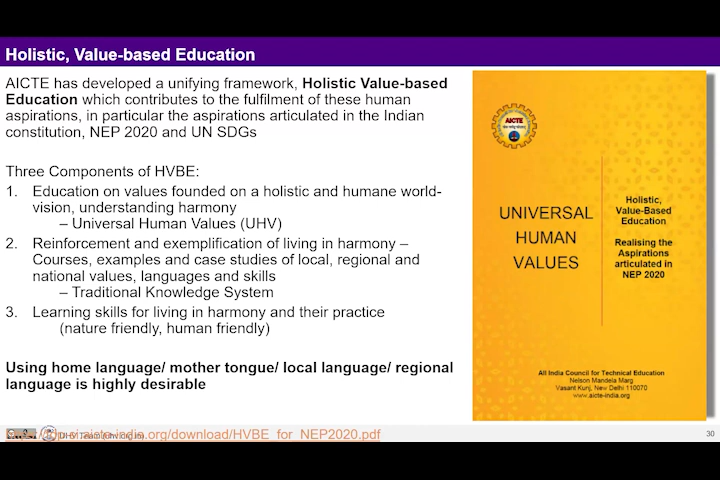 Holistic, Value-based Education
AICTE has developed a unifying framework, Holistic Value-based
Education which contributes to the fulfilment of these human
aspirations, in particular the aspirations articulated in the Indian
constitution, NEP 2020 and UN SDGs
Three Components of HVBE:
1. Education on values founded on a holistic and humane world-
vision, understanding harmony
– Universal Human Values (UHV)
2. Reinforcement and exemplification of living in harmony –
Courses, examples and case studies of local, regional and
national values, languages and skills
– Traditional Knowledge System
3. Learning skills for living in harmony and their practice
(nature friendly, human friendly)
Using home language/ mother tongue/ local language/ regional
language is highly desirable
AICTE
UNIVERSAL
HUMAN
VALUES
Holistic,
Value-Based
Education
Realising the
Aspirations
articulated in
NEP 2020
All India Council for Technical Education
Nelson Mandela Marg
Vasant Kunj, New Delhi 110070
www.aicte-india.org
UHV Team
aicte-india.org/download/HVBE_for_NEP2020.pdf
30